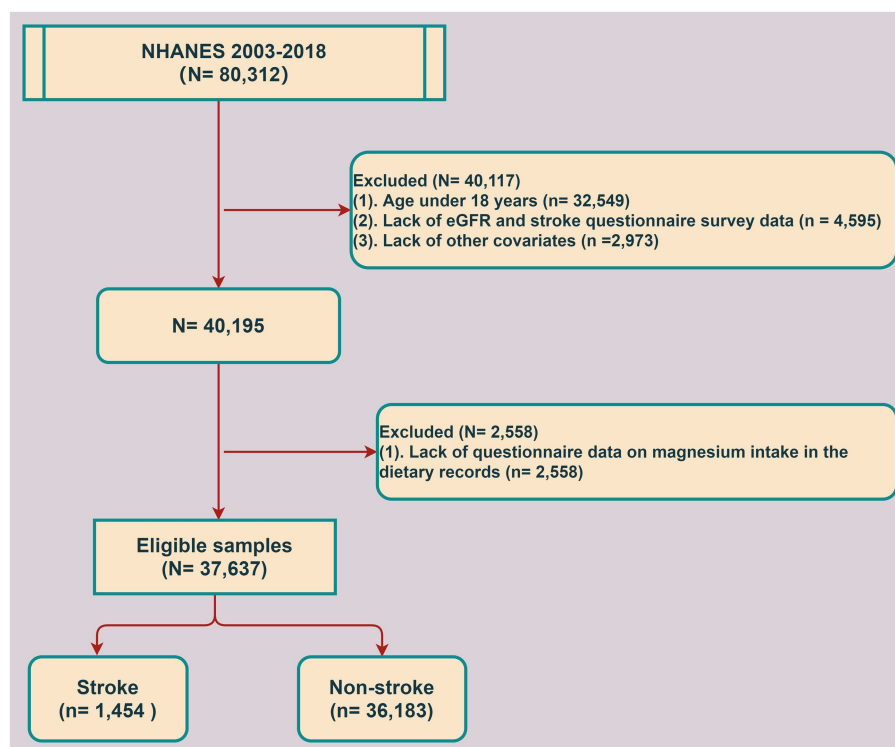 NHANES 2003-2018
(N= 80,312)
Excluded (N= 40,117)
(1). Age under 18 years (n= 32,549)
(2). Lack of eGFR and stroke questionnaire survey data (n = 4,595)
(3). Lack of other covariates (n =2,973)
N= 40,195
Excluded (N= 2,558)
(1). Lack of questionnaire data on magnesium intake in the
dietary records (n= 2,558)
Eligible samples
(N= 37,637)
Stroke
(n= 1,454 )
Non-stroke
(n= 36,183)